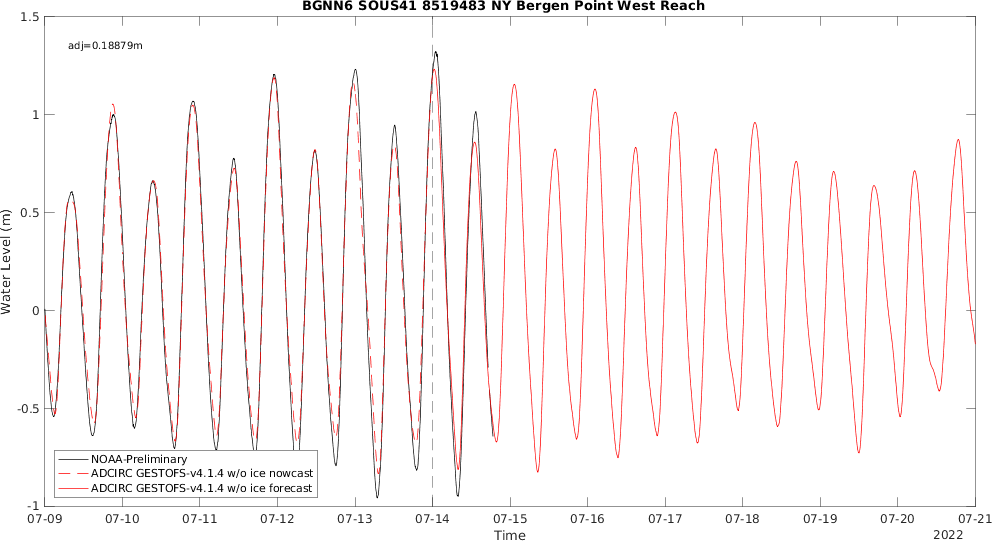 BGNN6 SOUS41 8519483 NY Bergen Point West Reach
adj=0.18879m
1.5
1
0.5
0
-0.5
-1
Water Level (m)
NOAA-Preliminary
ADCIRC GESTOFS-v4.1.4 w/o ice nowcast
ADCIRC GESTOFS-v4.1.4 w/o ice forecast
07-09 07-10 07-11 07-12 07-13 07-14 07-15 07-16 07-17 07-18 07-19 07-20 07-21
Time
2022